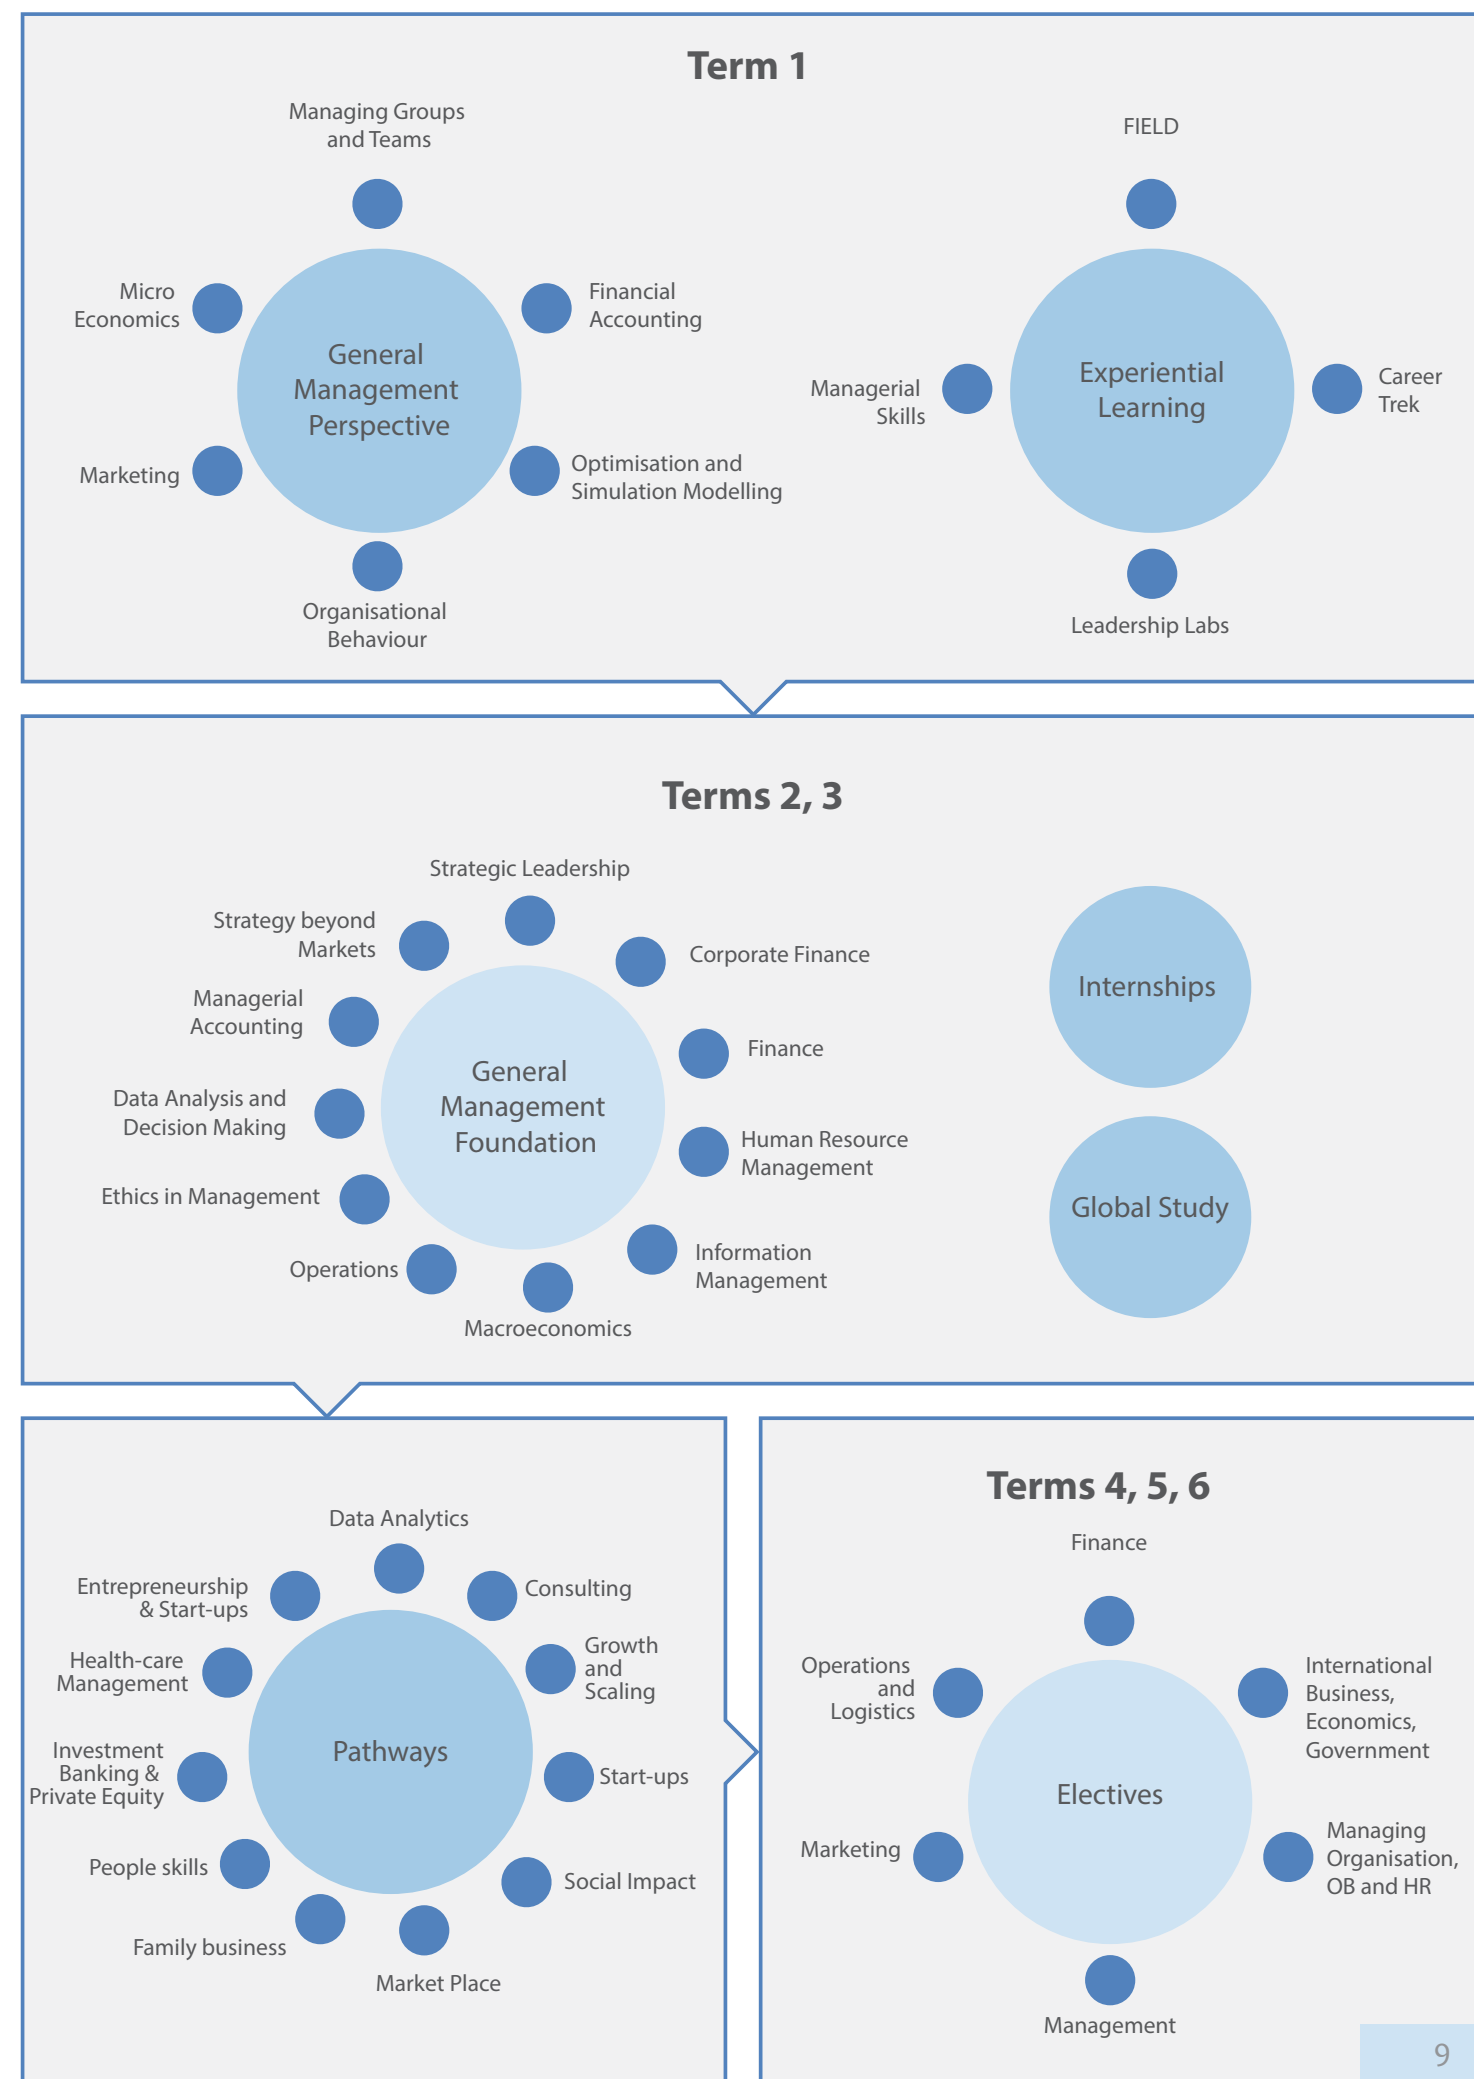 Term 1
Managing Groups
and Teams
Micro
Economics
Financial
Accounting
General
Management
Perspective
Marketing
Optimisation and
Simulation Modelling
Organisational
Behaviour
FIELD
Managerial
Skills
Experiential
Learning
Career
Trek
Leadership Labs
Terms 2, 3
Strategic Leadership
Strategy beyond
Markets
Corporate Finance
Managerial
Accounting
Finance
General
Management
Foundation
Data Analysis and
Decision Making
Human Resource
Management
Ethics in Management
Information
Management
Operations
Macroeconomics
Internships
Global Study
Data Analytics
Entrepreneurship
& Start-ups
Consulting
Growth
and
Scaling
Health-care
Management
Pathways
Investment
Banking &
Private Equity
Start-ups
People skills
Social Impact
Family business
Market Place
Terms 4, 5, 6
Finance
Operations
and
Logistics
International
Business,
Economics,
Government
Electives
Marketing
Managing
Organisation,
OB and HR
Management
9